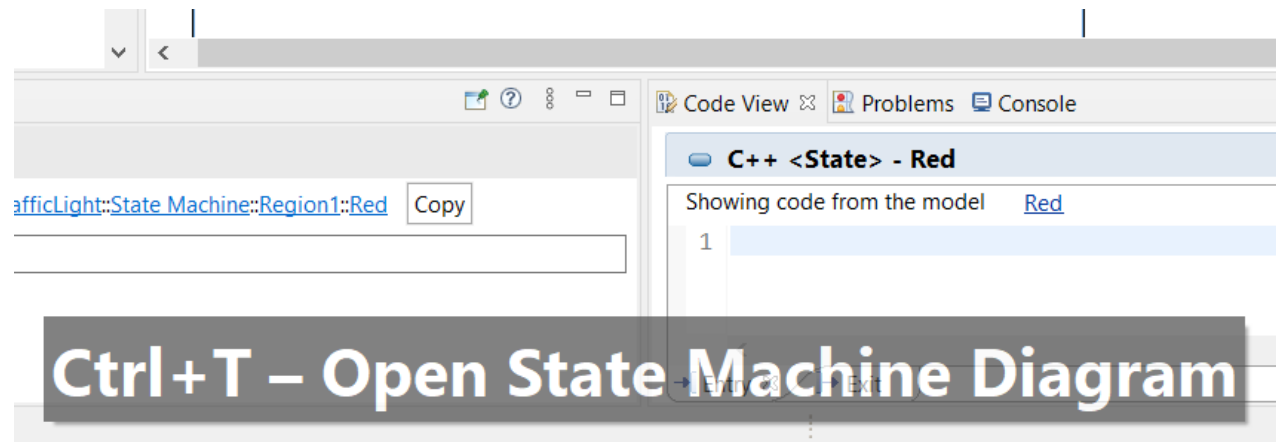 Code View Problems Console
C++ <State> - Red
afficLight::State Machine::Region1::Red Copy
Showing code from the model Red
1
Ctrl+T – Open State Machine Diagram
Entry Exit